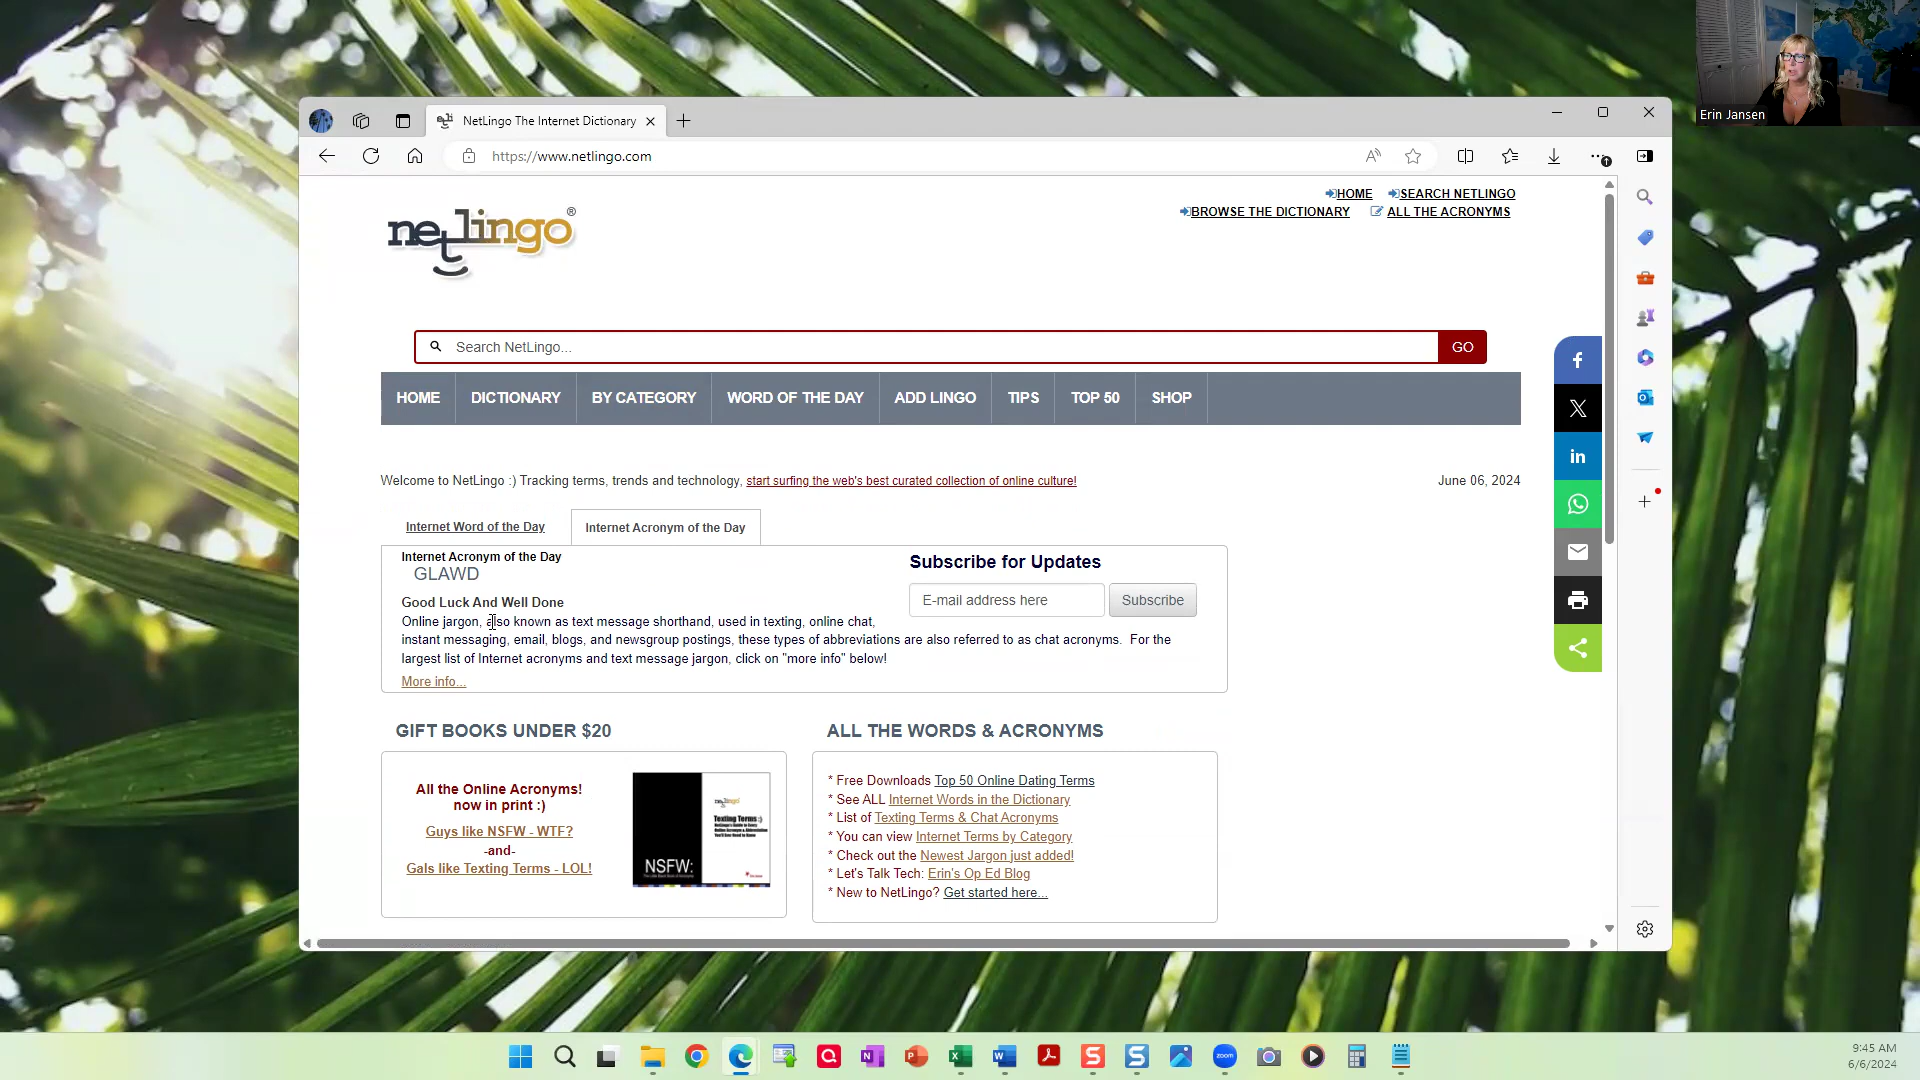 Erin Jansen
NetLingo The Internet Dictionary
https://www.netlingo.com
HOME SEARCH NETLINGO
BROWSE THE DICTIONARY ALL THE ACRONYMS
netlingo®
Search NetLingo... GO
HOME DICTIONARY BY CATEGORY WORD OF THE DAY ADD LINGO TIPS TOP 50 SHOP
Welcome to NetLingo :) Tracking terms, trends and technology, start surfing the web's best curated collection of online culture! June 06, 2024
Internet Word of the Day Internet Acronym of the Day
Internet Acronym of the Day
GLAWD
Good Luck And Well Done
Online jargon, also known as text message shorthand, used in texting, online chat,
instant messaging, email, blogs, and newsgroup postings, these types of abbreviations are also referred to as chat acronyms. For the
largest list of Internet acronyms and text message jargon, click on "more info" below!
More info...
Subscribe for Updates
E-mail address here Subscribe
GIFT BOOKS UNDER $20
All the Online Acronyms!
now in print :)
Guys like NSFW - WTF?
-and-
Gals like Texting Terms - LOL!
NSFW:
netlingo
Texting Terms :)
ALL THE WORDS & ACRONYMS
* Free Downloads Top 50 Online Dating Terms
* See ALL Internet Words in the Dictionary
* List of Texting Terms & Chat Acronyms
* You can view Internet Terms by Category
* Check out the Newest Jargon just added!
* Let's Talk Tech: Erin's Op Ed Blog
* New to NetLingo? Get started here...
zoom
9:45 AM
6/6/2024